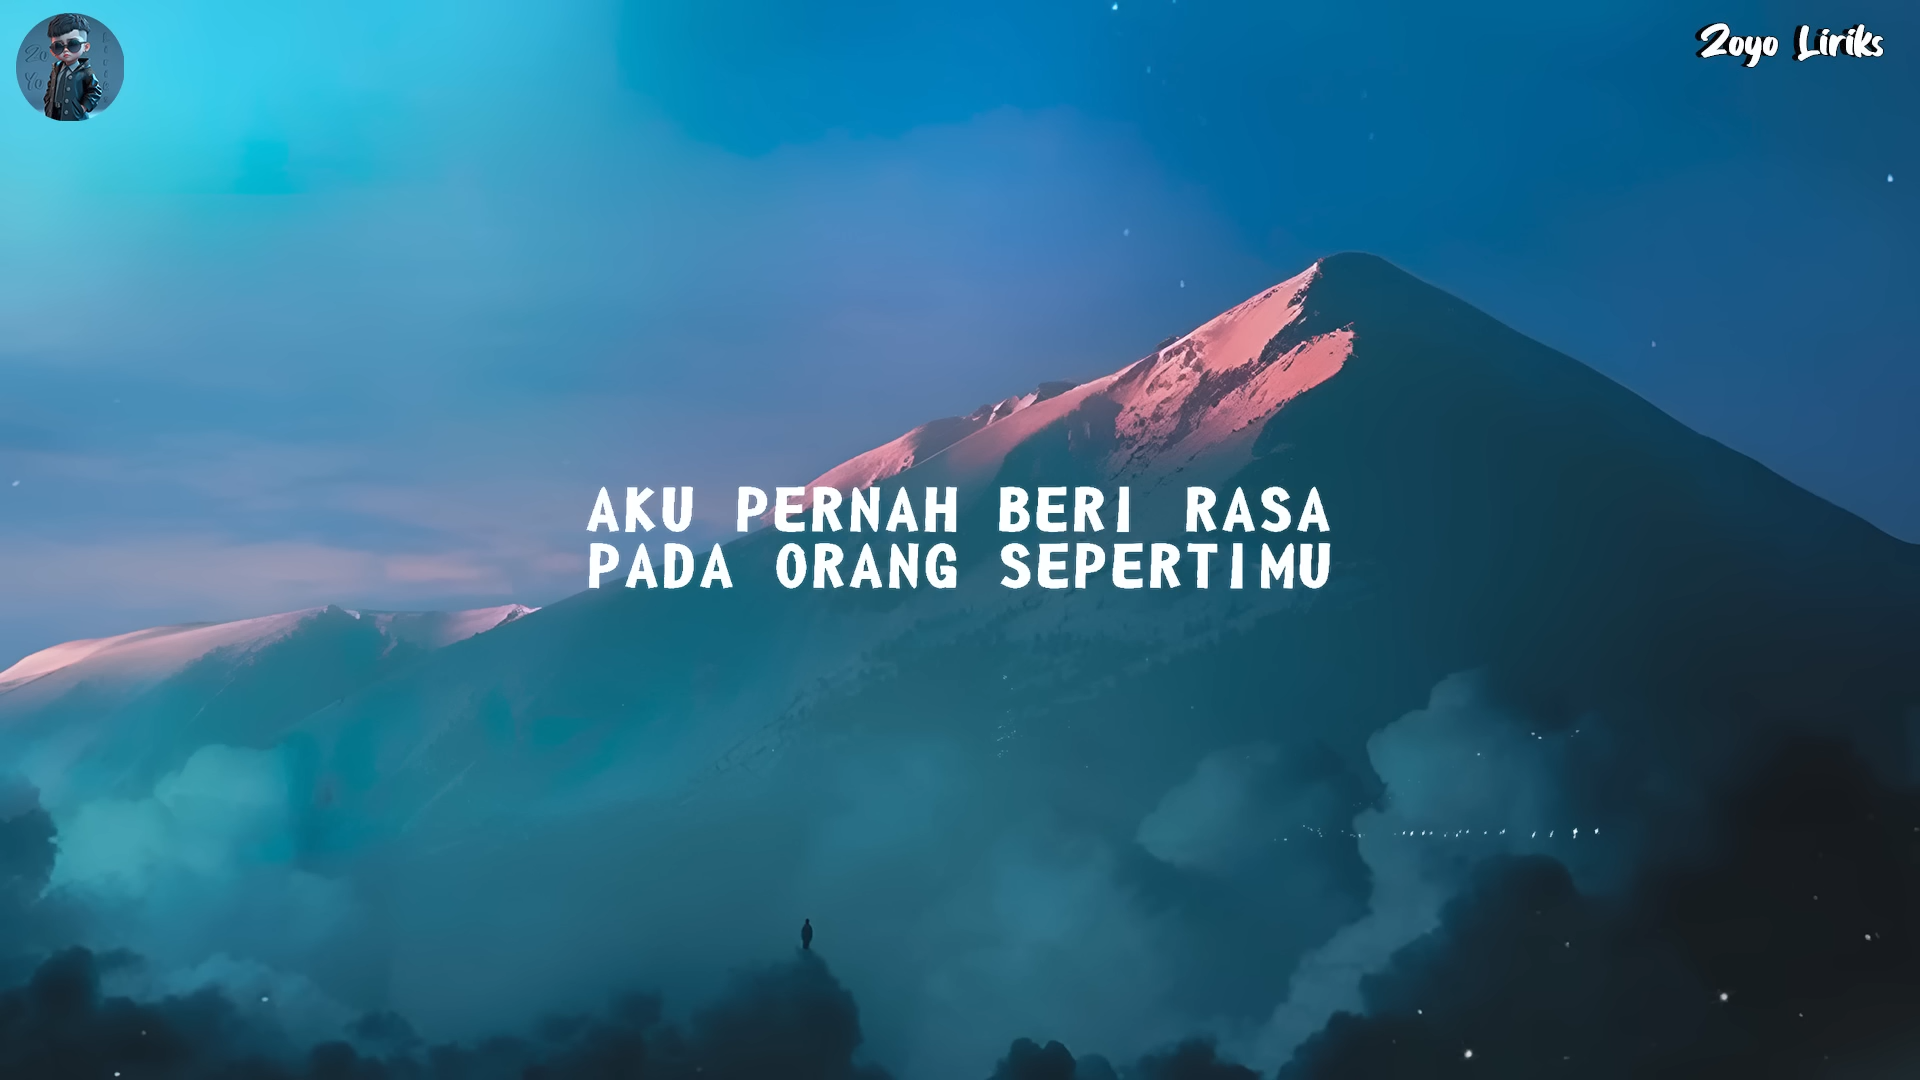 Zoyo Liriks
AKU PERNAH BERI RASA
PADA ORANG SEPERTIMU